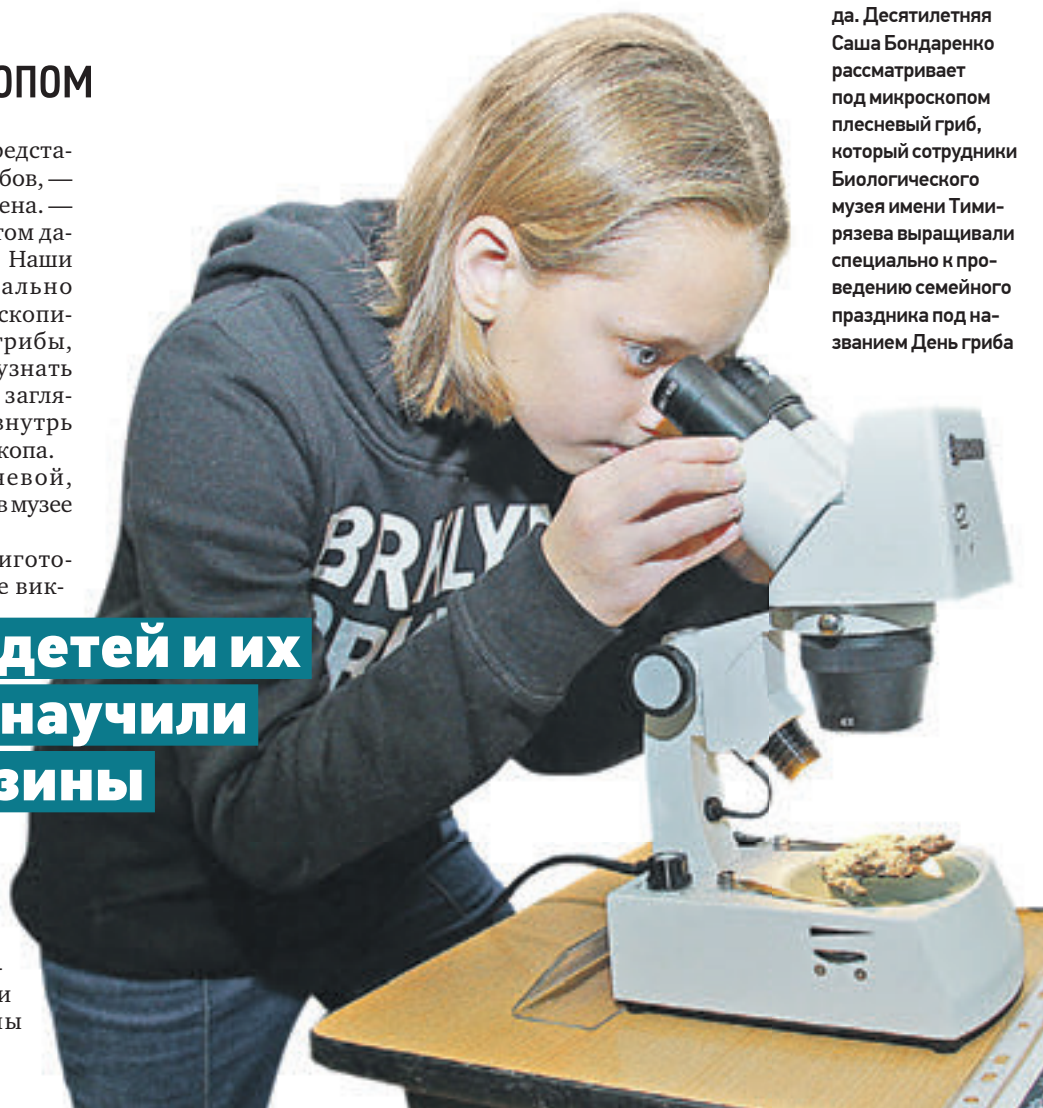 опом
редста-
бов, —
ена. —
том да-
Наши
ально
скопи-
грибы,
узнать
загля-
внутрь
копа.
невой,
в музее
игото-
е вик-
детей и их
научили
зины
-
и
ны
да. Десятилетняя
Саша Бондаренко
рассматривает
под микроскопом
плесневый гриб,
который сотрудники
Биологического
музея имени Тими-
рязева выращивали
специально к про-
ведению семейного
праздника под на-
званием День гриба
BRKLY